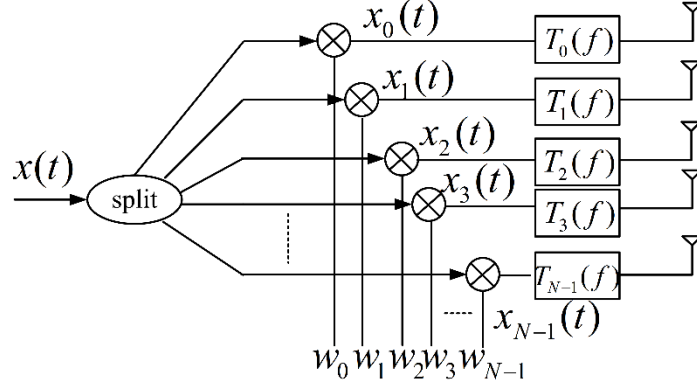 x_0(t)
T_0(f)
x_1(t)
T_1(f)
x(t)
split
x_2(t)
T_2(f)
x_3(t)
T_3(f)
T_{N-1}(f)
x_{N-1}(t)
w_0 w_1 w_2 w_3 w_{N-1}